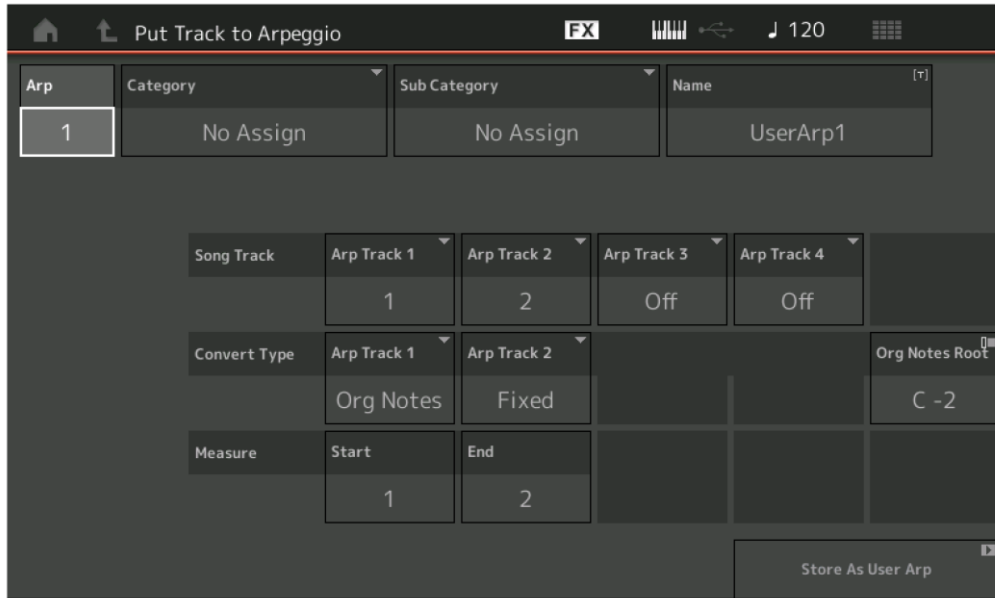 Put Track to Arpeggio FX ♩ 120
Arp Category Sub Category Name [T]
1 No Assign No Assign UserArp1
Song Track Arp Track 1 Arp Track 2 Arp Track 3 Arp Track 4
1 2 Off Off
Convert Type Arp Track 1 Arp Track 2 Org Notes Root
Org Notes Fixed C -2
Measure Start End
1 2
Store As User Arp